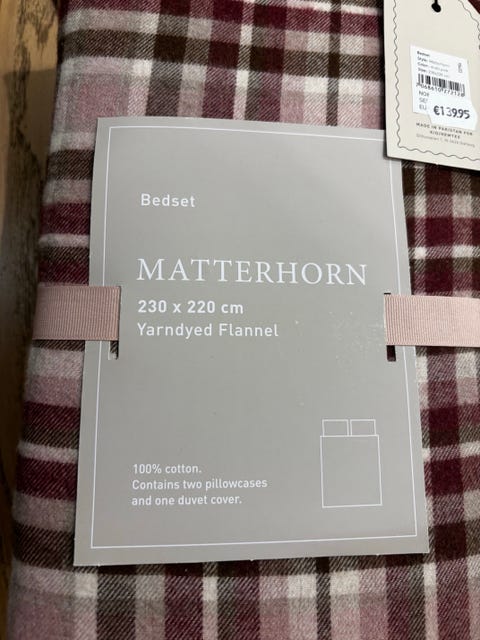 Bedset
MATTERHORN
230 x 220 cm
Yarndyed Flannel
100% cotton.
Contains two pillowcases
and one duvet cover.
Bedset
€139.95
MADE IN PAKISTAN FOR